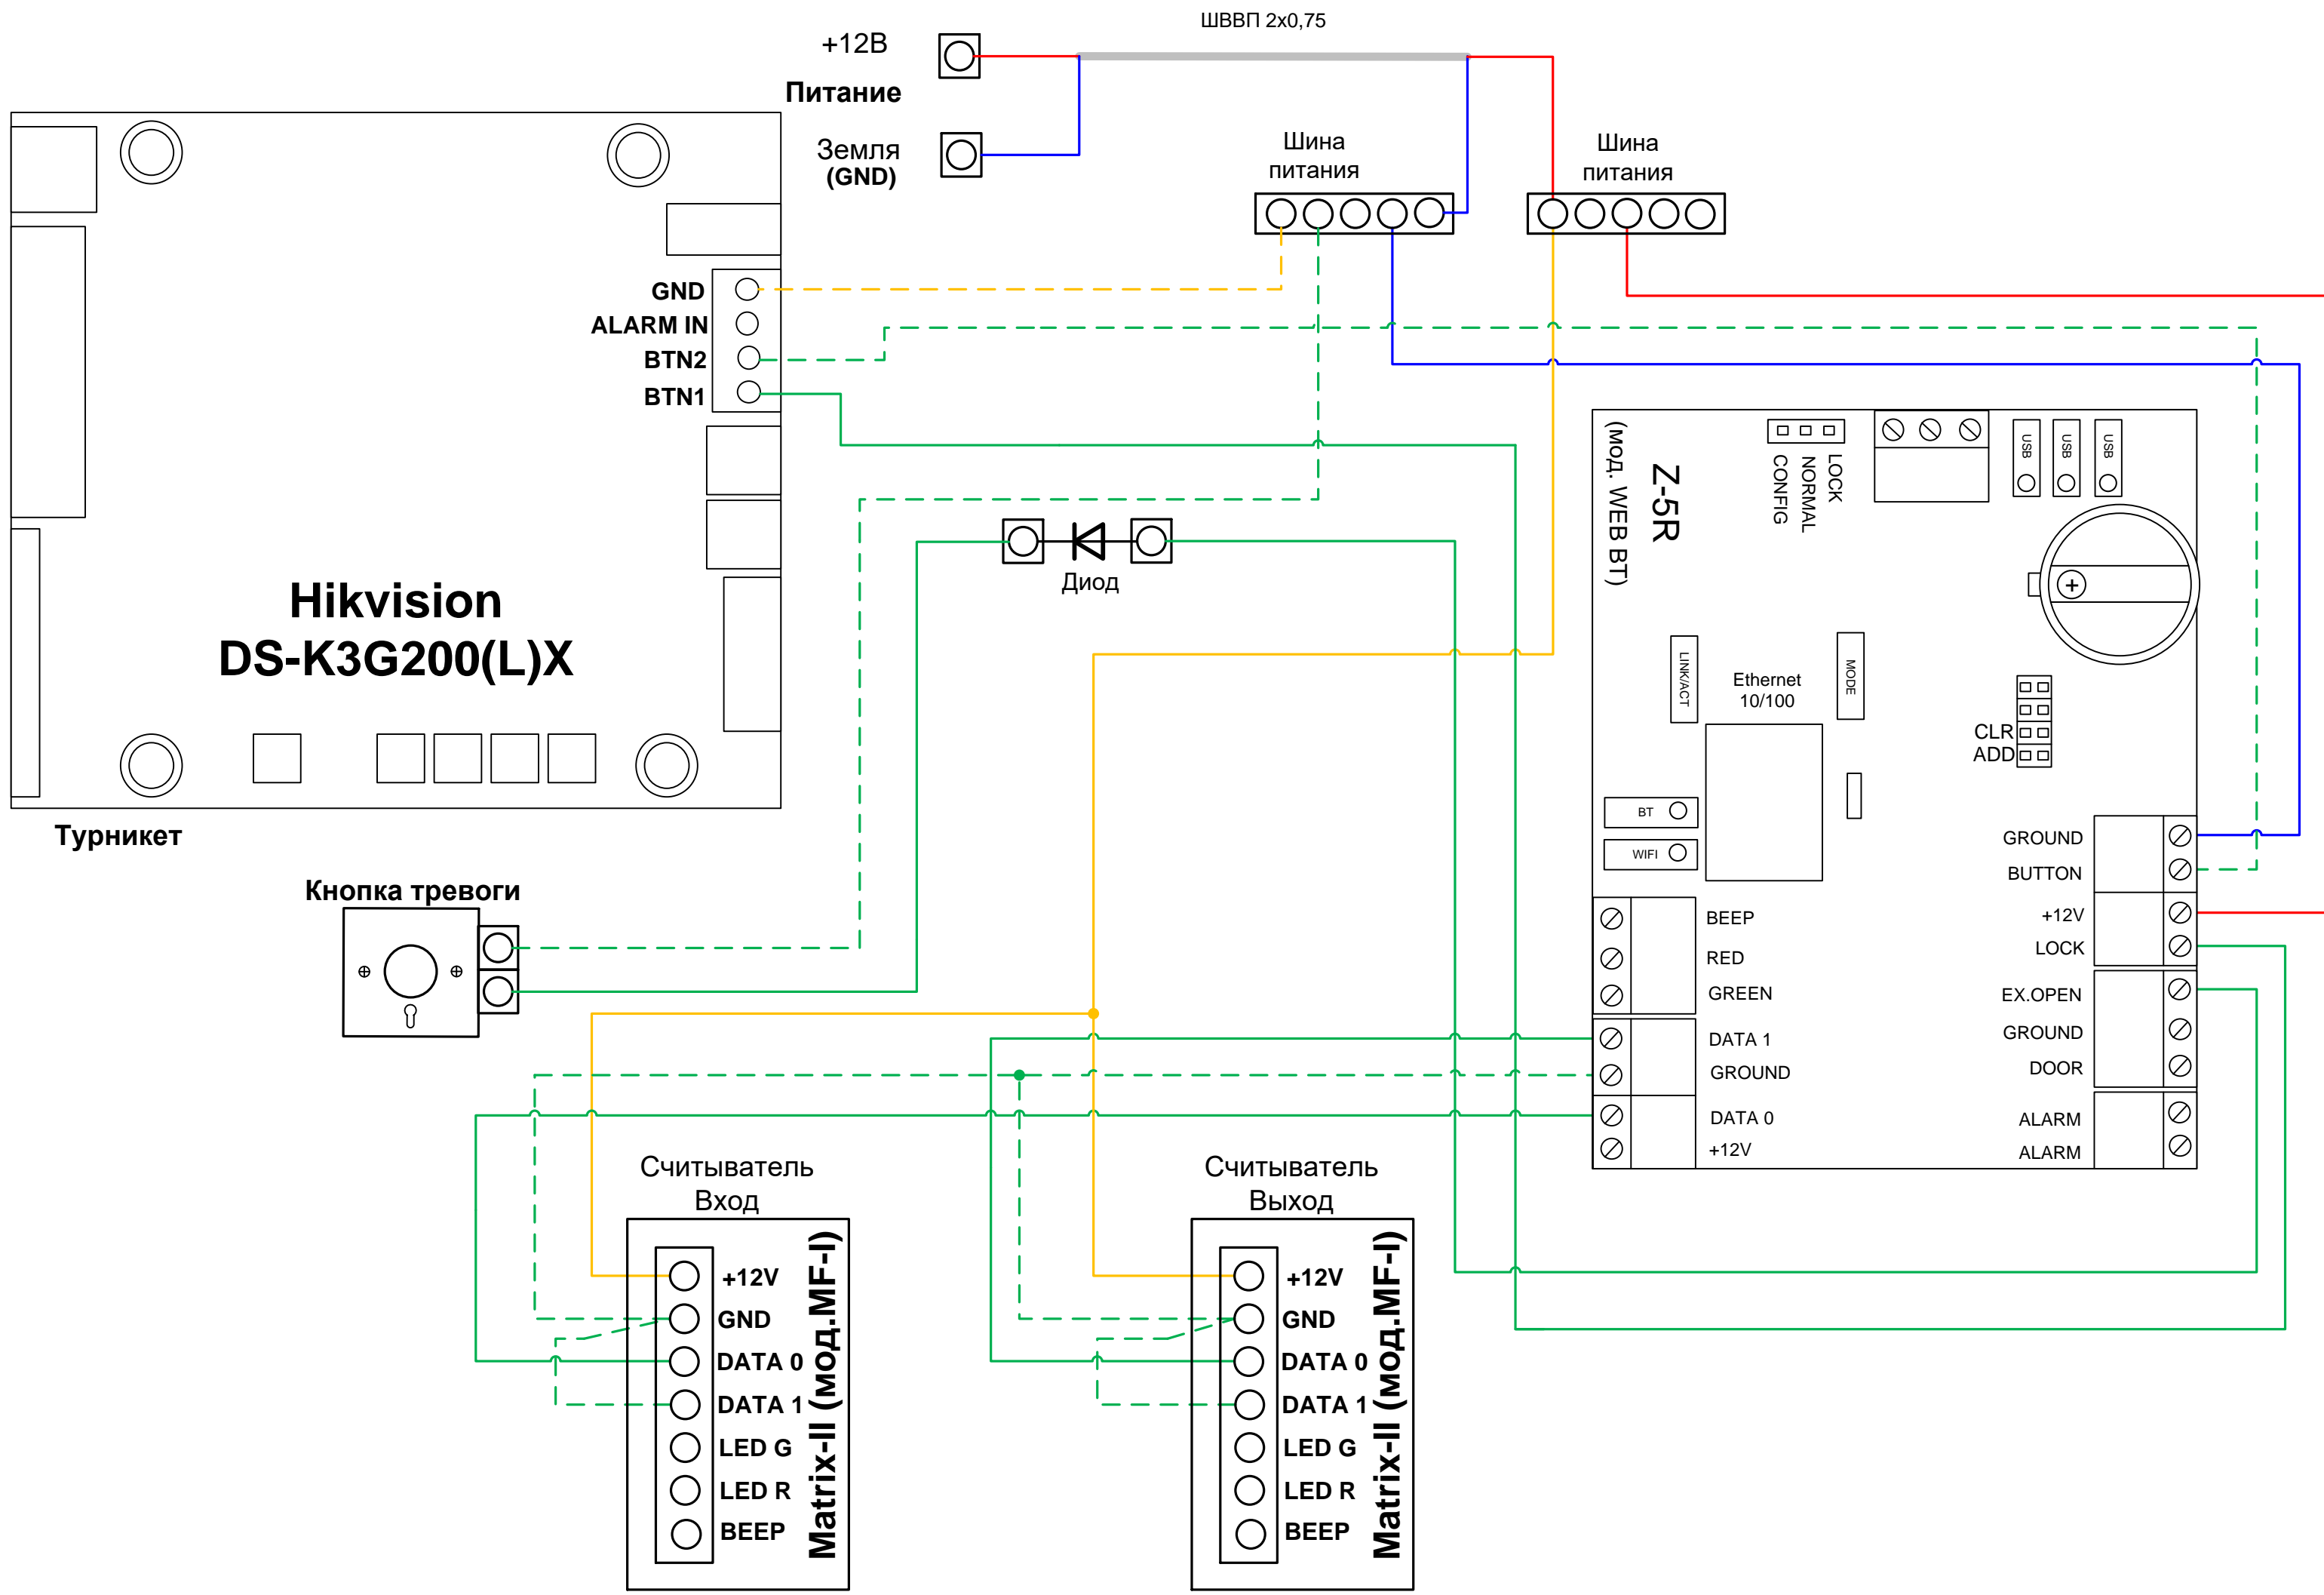 ШВВП 2x0,75
+12В
Питание
Земля
(GND)
Шина
питания
Шина
питания
GND
ALARM IN
BTN2
BTN1
Hikvision
DS-K3G200(L)X
Турникет
Диод
Кнопка тревоги
Z-5R
(мод. WEB BT)
LOCK
NORMAL
CONFIG
USB
USB
USB
LINK/ACT
Ethernet
10/100
MODE
CLR
ADD
BT
WIFI
BEEP
RED
GREEN
DATA 1
GROUND
DATA 0
+12V
GROUND
BUTTON
+12V
LOCK
EX.OPEN
GROUND
DOOR
ALARM
ALARM
Считыватель
Вход
+12V
GND
DATA 0
DATA 1
LED G
LED R
BEEP
Matrix-II (мод.MF-I)
Считыватель
Выход
+12V
GND
DATA 0
DATA 1
LED G
LED R
BEEP
Matrix-II (мод.MF-I)